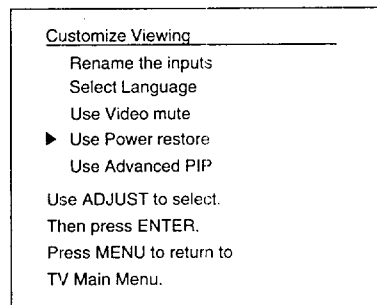 Customize Viewing
Rename the inputs
Select Language
Use Video mute
▶ Use Power restore
Use Advanced PIP
Use ADJUST to select.
Then press ENTER.
Press MENU to return to
TV Main Menu.